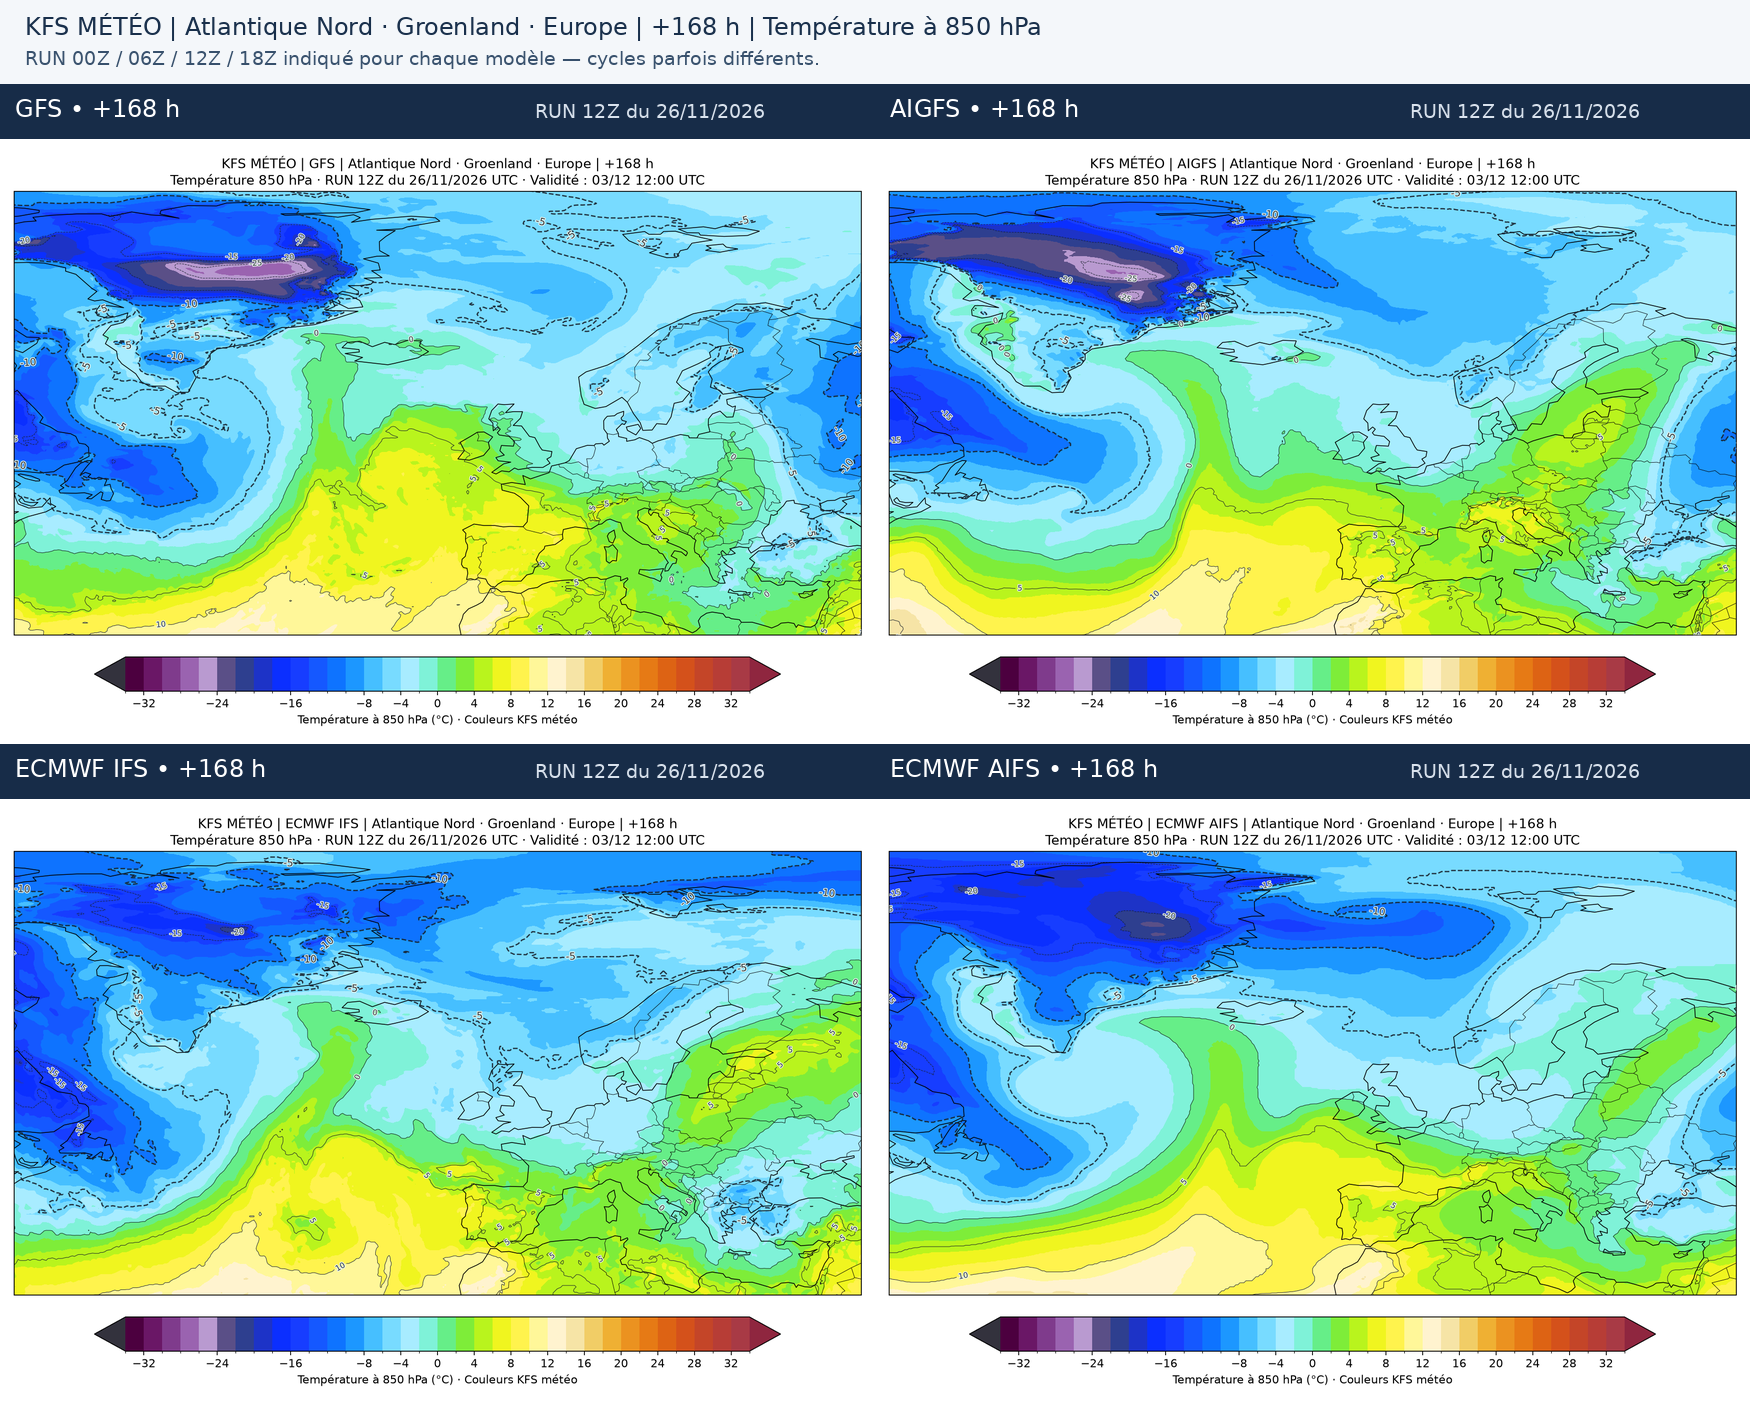 KFS MÉTÉO | Atlantique Nord · Groenland · Europe | +168 h | Température à 850 hPa
RUN 00Z / 06Z / 12Z / 18Z indiqué pour chaque modèle — cycles parfois différents.
GFS • +168 h
RUN 12Z du 26/11/2026
AIGFS • +168 h
RUN 12Z du 26/11/2026
KFS MÉTÉO | GFS | Atlantique Nord · Groenland · Europe | +168 h
Température 850 hPa · RUN 12Z du 26/11/2026 UTC · Validité : 03/12 12:00 UTC
KFS MÉTÉO | AIGFS | Atlantique Nord · Groenland · Europe | +168 h
Température 850 hPa · RUN 12Z du 26/11/2026 UTC · Validité : 03/12 12:00 UTC
−32 −24 −16 −8 −4 0 4 8 12 16 20 24 28 32
Température à 850 hPa (°C) · Couleurs KFS météo
−32 −24 −16 −8 −4 0 4 8 12 16 20 24 28 32
Température à 850 hPa (°C) · Couleurs KFS météo
ECMWF IFS • +168 h
RUN 12Z du 26/11/2026
ECMWF AIFS • +168 h
RUN 12Z du 26/11/2026
KFS MÉTÉO | ECMWF IFS | Atlantique Nord · Groenland · Europe | +168 h
Température 850 hPa · RUN 12Z du 26/11/2026 UTC · Validité : 03/12 12:00 UTC
KFS MÉTÉO | ECMWF AIFS | Atlantique Nord · Groenland · Europe | +168 h
Température 850 hPa · RUN 12Z du 26/11/2026 UTC · Validité : 03/12 12:00 UTC
−32 −24 −16 −8 −4 0 4 8 12 16 20 24 28 32
Température à 850 hPa (°C) · Couleurs KFS météo
−32 −24 −16 −8 −4 0 4 8 12 16 20 24 28 32
Température à 850 hPa (°C) · Couleurs KFS météo